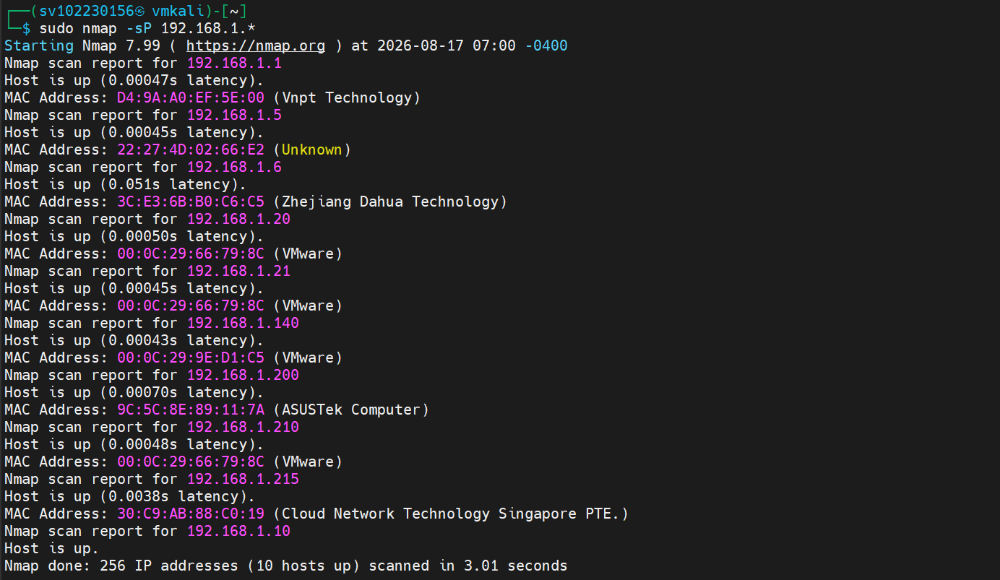 ┌──(sv102230156㉿ vmkali)-[~]
└─$ sudo nmap -sP 192.168.1.*
Starting Nmap 7.99 ( https://nmap.org ) at 2026-08-17 07:00 -0400
Nmap scan report for 192.168.1.1
Host is up (0.00047s latency).
MAC Address: D4:9A:A0:EF:5E:00 (Vnpt Technology)
Nmap scan report for 192.168.1.5
Host is up (0.00045s latency).
MAC Address: 22:27:4D:02:66:E2 (Unknown)
Nmap scan report for 192.168.1.6
Host is up (0.051s latency).
MAC Address: 3C:E3:6B:B0:C6:C5 (Zhejiang Dahua Technology)
Nmap scan report for 192.168.1.20
Host is up (0.00050s latency).
MAC Address: 00:0C:29:66:79:8C (VMware)
Nmap scan report for 192.168.1.21
Host is up (0.00045s latency).
MAC Address: 00:0C:29:66:79:8C (VMware)
Nmap scan report for 192.168.1.140
Host is up (0.00043s latency).
MAC Address: 00:0C:29:9E:D1:C5 (VMware)
Nmap scan report for 192.168.1.200
Host is up (0.00070s latency).
MAC Address: 9C:5C:8E:89:11:7A (ASUSTek Computer)
Nmap scan report for 192.168.1.210
Host is up (0.00048s latency).
MAC Address: 00:0C:29:66:79:8C (VMware)
Nmap scan report for 192.168.1.215
Host is up (0.0038s latency).
MAC Address: 30:C9:AB:88:C0:19 (Cloud Network Technology Singapore PTE.)
Nmap scan report for 192.168.1.10
Host is up.
Nmap done: 256 IP addresses (10 hosts up) scanned in 3.01 seconds